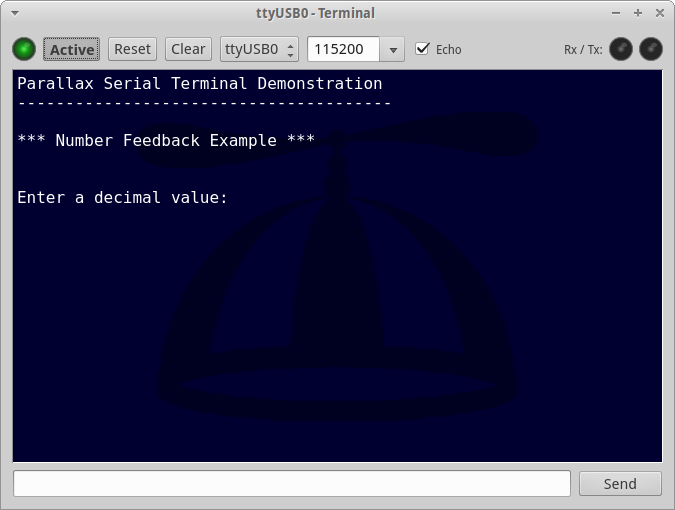 ttyUSB0 - Terminal
Active Reset Clear ttyUSB0 115200 Echo Rx / Tx:
Parallax Serial Terminal Demonstration
---------------------------------------
*** Number Feedback Example ***
Enter a decimal value:
Send